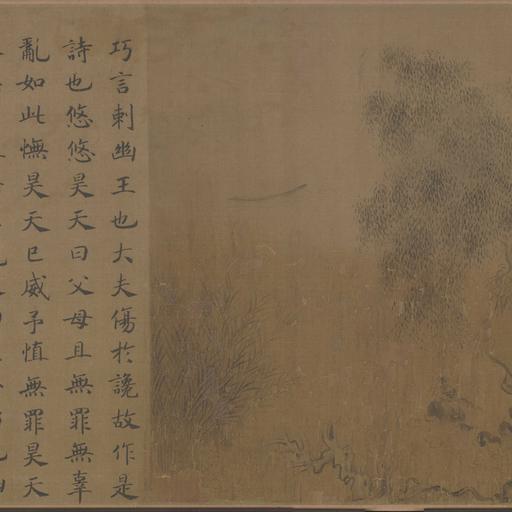 巧言刺幽王也大夫傷於讒故作是
詩也悠悠昊天曰父母且無罪無辜
亂如此憮昊天已威予慎無罪昊天